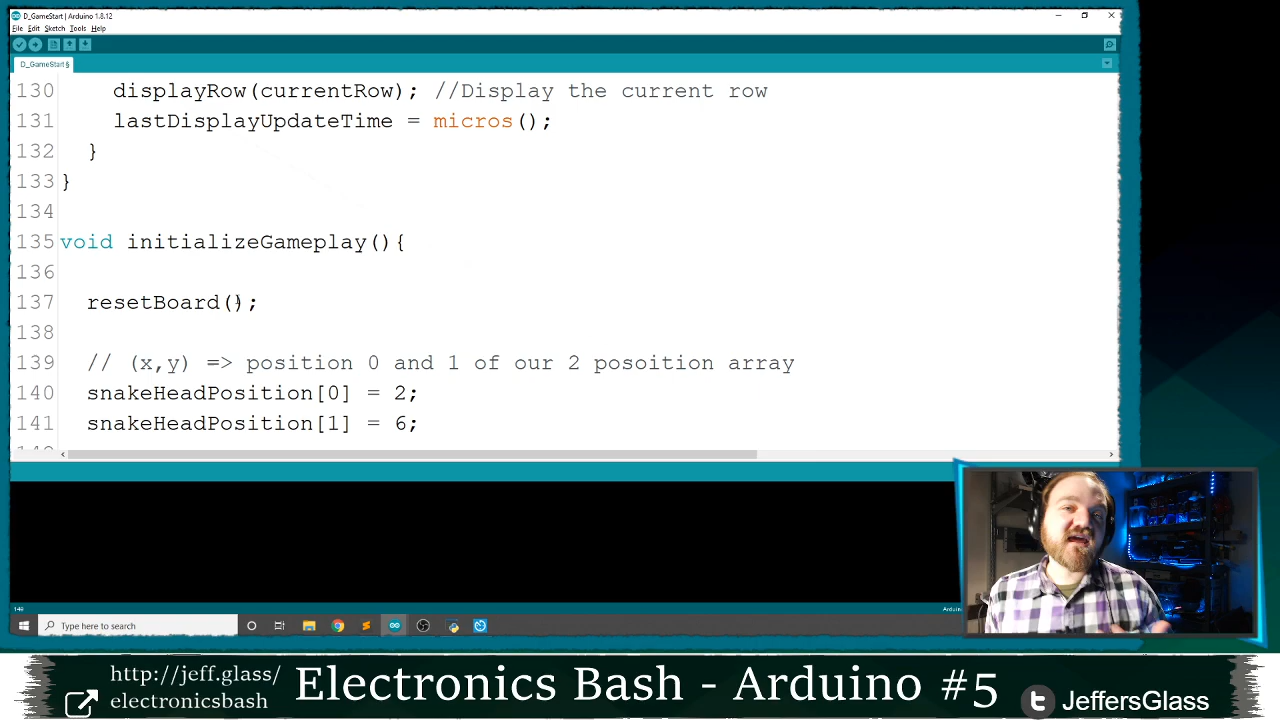 D_GameStart | Arduino 1.8.12
File Edit Sketch Tools Help
D_GameStart §
130 displayRow(currentRow); //Display the current row
131 lastDisplayUpdateTime = micros();
132 }
133 }
134
135 void initializeGameplay(){
136
137 resetBoard();
138
139 // (x,y) => position 0 and 1 of our 2 posoition array
140 snakeHeadPosition[0] = 2;
141 snakeHeadPosition[1] = 6;
Type here to search
http://jeff.glass/
electronicsbash
Electronics Bash - Arduino #5
JeffersGlass